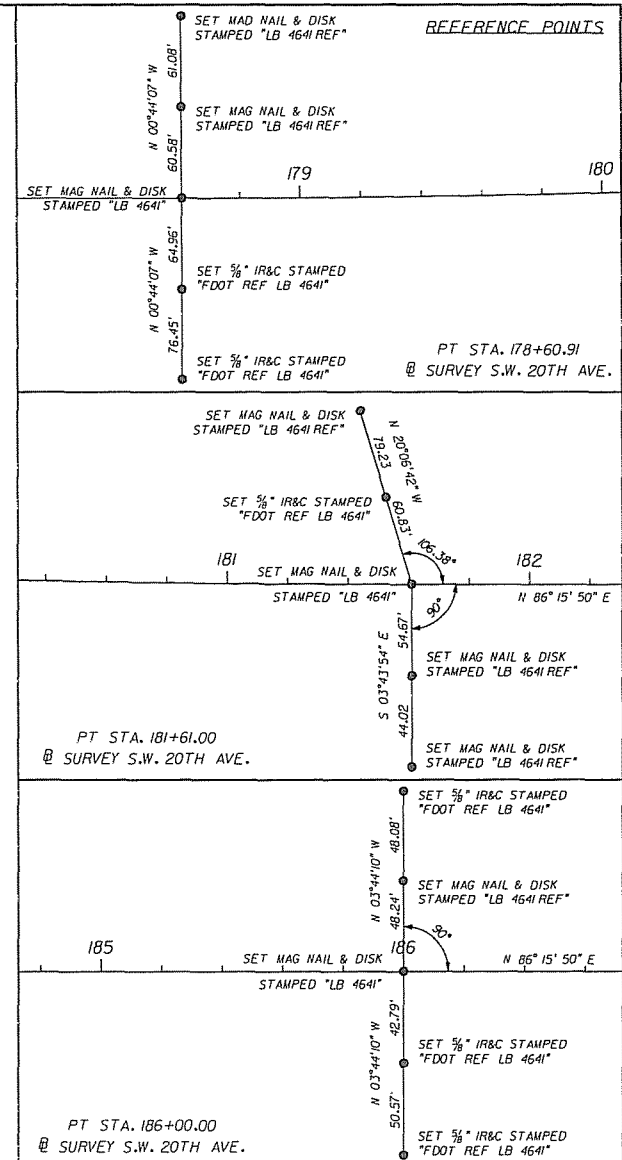 REFERENCE POINTS
SET MAD NAIL & DISK
STAMPED "LB 4641 REF"
61.08'
N 00°44'07" W
SET MAG NAIL & DISK
STAMPED "LB 4641 REF"
60.58'
179
180
SET MAG NAIL & DISK
STAMPED "LB 4641"
64.96'
N 00°44'07" W
SET 5/8" IR&C STAMPED
"FDOT REF LB 4641"
76.45'
SET 5/8" IR&C STAMPED
"FDOT REF LB 4641"
PT STA. 178+60.91
SURVEY S.W. 20TH AVE.
SET MAG NAIL & DISK
STAMPED "LB 4641 REF"
N 20°06'42" W
79.23
SET 5/8" IR&C STAMPED
"FDOT REF LB 4641"
60.83'
106.38°
181
182
SET MAG NAIL & DISK
STAMPED "LB 4641"
N 86° 15' 50" E
90°
54.67'
S 03°43'54" E
SET MAG NAIL & DISK
STAMPED "LB 4641 REF"
44.02
SET MAG NAIL & DISK
STAMPED "LB 4641 REF"
PT STA. 181+61.00
SURVEY S.W. 20TH AVE.
SET 5/8" IR&C STAMPED
"FDOT REF LB 4641"
48.08'
N 03°44'10" W
SET MAG NAIL & DISK
STAMPED "LB 4641 REF"
48.24'
90°
185
186
SET MAG NAIL & DISK
STAMPED "LB 4641"
N 86° 15' 50" E
42.79'
N 03°44'10" W
SET 5/8" IR&C STAMPED
"FDOT REF LB 4641"
50.57'
SET 5/8" IR&C STAMPED
"FDOT REF LB 4641"
PT STA. 186+00.00
SURVEY S.W. 20TH AVE.